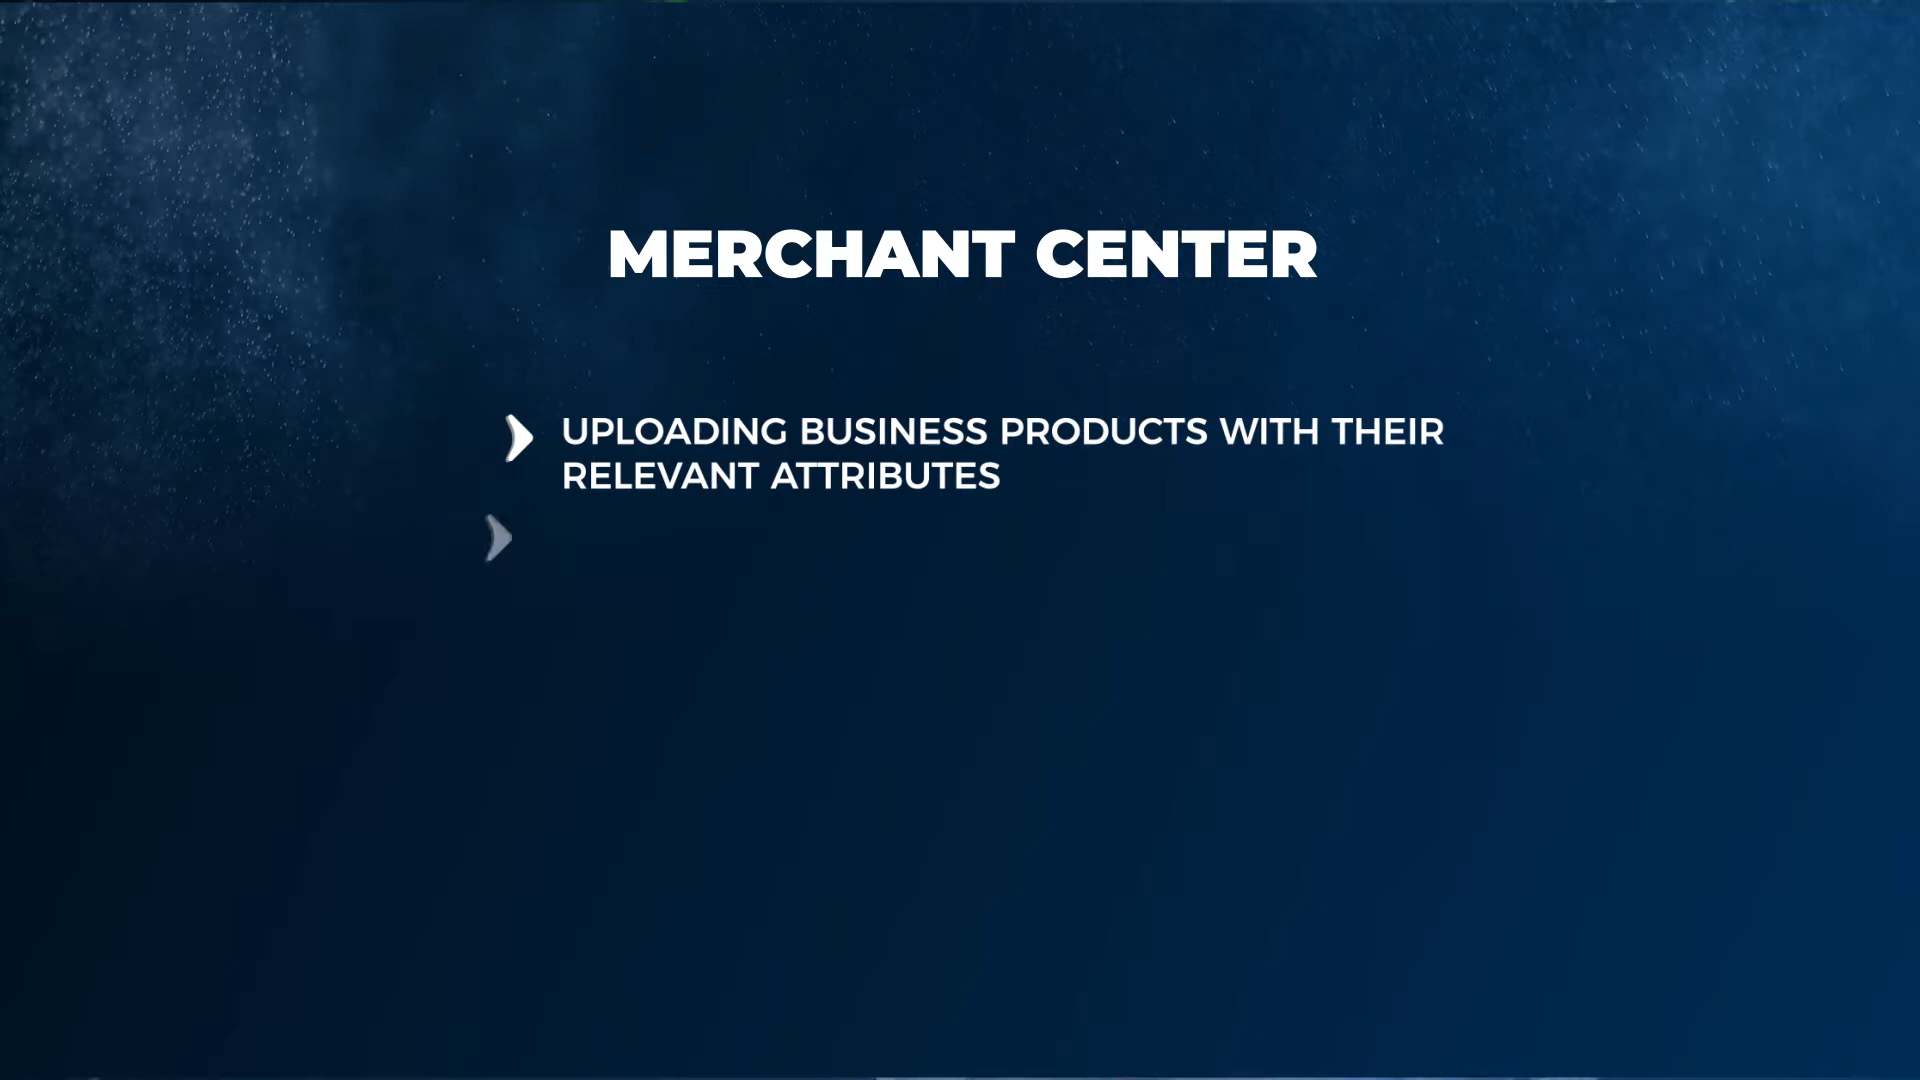 MERCHANT CENTER
UPLOADING BUSINESS PRODUCTS WITH THEIR
RELEVANT ATTRIBUTES